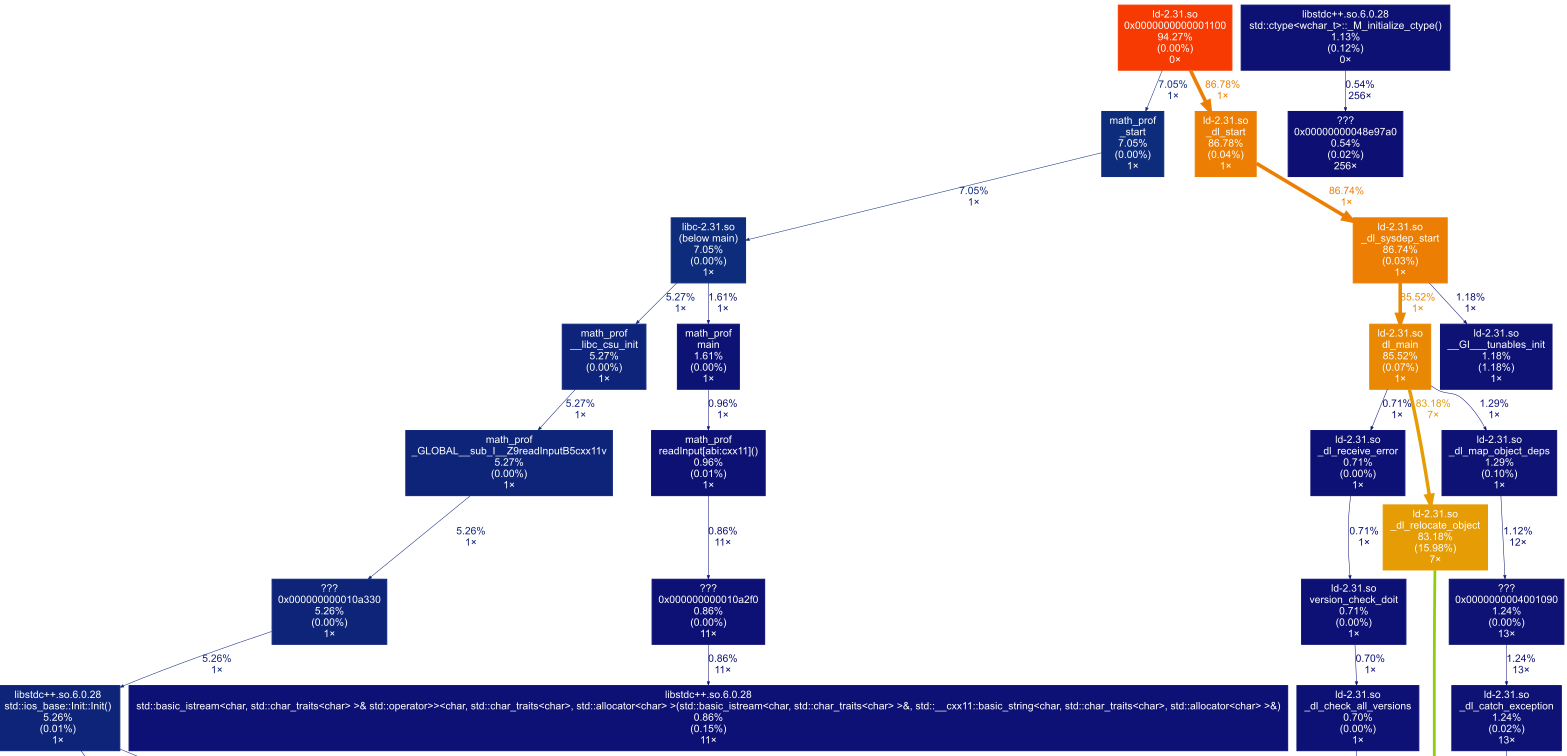 ld-2.31.so
0x0000000000001100
94.27%
(0.00%)
0×
libstdc++.so.6.0.28
std::ctype<wchar_t>::_M_initialize_ctype()
1.13%
(0.12%)
0×
7.05%
1×
86.78%
1×
0.54%
256×
math_prof
_start
7.05%
(0.00%)
1×
ld-2.31.so
_dl_start
86.78%
(0.04%)
1×
???
0x00000000048e97a0
0.54%
(0.02%)
256×
7.05%
1×
86.74%
1×
libc-2.31.so
(below main)
7.05%
(0.00%)
1×
ld-2.31.so
_dl_sysdep_start
86.74%
(0.03%)
1×
5.27%
1×
1.61%
1×
85.52%
1×
1.18%
1×
math_prof
__libc_csu_init
5.27%
(0.00%)
1×
math_prof
main
1.61%
(0.00%)
1×
ld-2.31.so
dl_main
85.52%
(0.07%)
1×
ld-2.31.so
__GI___tunables_init
1.18%
(1.18%)
1×
5.27%
1×
0.96%
1×
0.71%
1×
83.18%
7×
1.29%
1×
math_prof
_GLOBAL__sub_I__Z9readInputB5cxx11v
5.27%
(0.00%)
1×
math_prof
readInput[abi:cxx11]()
0.96%
(0.01%)
1×
ld-2.31.so
_dl_receive_error
0.71%
(0.00%)
1×
ld-2.31.so
_dl_map_object_deps
1.29%
(0.10%)
1×
ld-2.31.so
_dl_relocate_object
83.18%
(15.98%)
7×
5.26%
1×
0.86%
11×
0.71%
1×
1.12%
12×
???
0x000000000010a330
5.26%
(0.00%)
1×
???
0x000000000010a2f0
0.86%
(0.00%)
11×
ld-2.31.so
version_check_doit
0.71%
(0.00%)
1×
???
0x0000000004001090
1.24%
(0.00%)
13×
5.26%
1×
0.86%
11×
0.70%
1×
1.24%
13×
libstdc++.so.6.0.28
std::ios_base::Init::Init()
5.26%
(0.01%)
1×
libstdc++.so.6.0.28
std::basic_istream<char, std::char_traits<char> >& std::operator>><char, std::char_traits<char>, std::allocator<char> >(std::basic_istream<char, std::char_traits<char> >&, std::__cxx11::basic_string<char, std::char_traits<char>, std::allocator<char> >&)
0.86%
(0.15%)
11×
ld-2.31.so
_dl_check_all_versions
0.70%
(0.00%)
1×
ld-2.31.so
_dl_catch_exception
1.24%
(0.02%)
13×